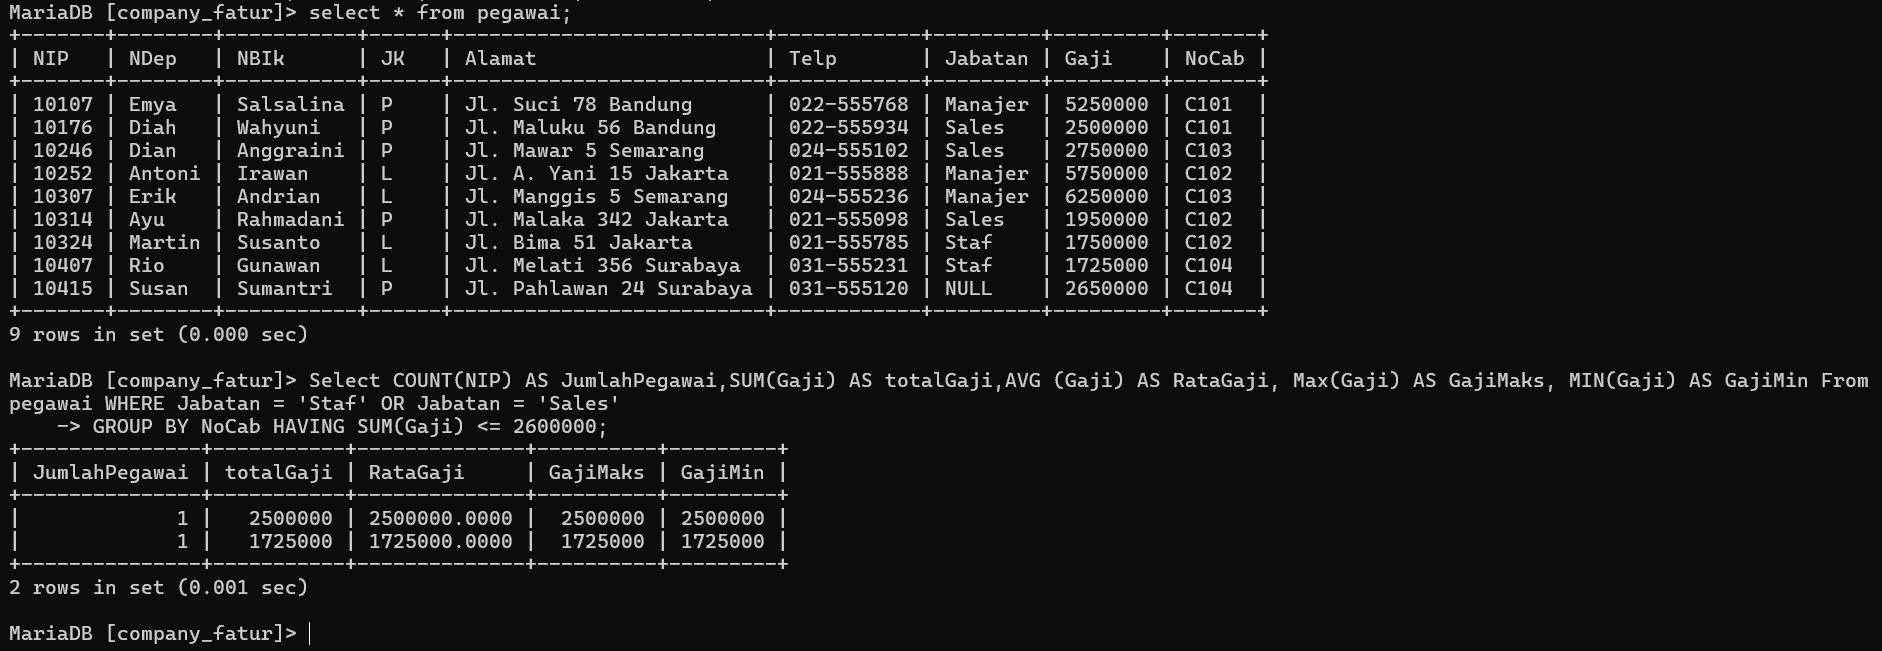 MariaDB [company_fatur]> select * from pegawai;
+-------+--------+-----------+------+--------------------------+------------+---------+---------+-------+
| NIP   | NDep   | NBIk      | JK   | Alamat                   | Telp       | Jabatan | Gaji    | NoCab |
+-------+--------+-----------+------+--------------------------+------------+---------+---------+-------+
| 10107 | Emya   | Salsalina | P    | Jl. Suci 78 Bandung      | 022-555768 | Manajer | 5250000 | C101  |
| 10176 | Diah   | Wahyuni   | P    | Jl. Maluku 56 Bandung    | 022-555934 | Sales   | 2500000 | C101  |
| 10246 | Dian   | Anggraini | P    | Jl. Mawar 5 Semarang     | 024-555102 | Sales   | 2750000 | C103  |
| 10252 | Antoni | Irawan    | L    | Jl. A. Yani 15 Jakarta   | 021-555888 | Manajer | 5750000 | C102  |
| 10307 | Erik   | Andrian   | L    | Jl. Manggis 5 Semarang   | 024-555236 | Manajer | 6250000 | C103  |
| 10314 | Ayu    | Rahmadani | P    | Jl. Malaka 342 Jakarta   | 021-555098 | Sales   | 1950000 | C102  |
| 10324 | Martin | Susanto   | L    | Jl. Bima 51 Jakarta      | 021-555785 | Staf    | 1750000 | C102  |
| 10407 | Rio    | Gunawan   | L    | Jl. Melati 356 Surabaya  | 031-555231 | Staf    | 1725000 | C104  |
| 10415 | Susan  | Sumantri  | P    | Jl. Pahlawan 24 Surabaya | 031-555120 | NULL    | 2650000 | C104  |
+-------+--------+-----------+------+--------------------------+------------+---------+---------+-------+
9 rows in set (0.000 sec)

MariaDB [company_fatur]> Select COUNT(NIP) AS JumlahPegawai,SUM(Gaji) AS totalGaji,AVG (Gaji) AS RataGaji, Max(Gaji) AS GajiMaks, MIN(Gaji) AS GajiMin From
pegawai WHERE Jabatan = 'Staf' OR Jabatan = 'Sales'
    -> GROUP BY NoCab HAVING SUM(Gaji) <= 2600000;
+---------------+-----------+--------------+----------+---------+
| JumlahPegawai | totalGaji | RataGaji     | GajiMaks | GajiMin |
+---------------+-----------+--------------+----------+---------+
|             1 |   2500000 | 2500000.0000 |  2500000 | 2500000 |
|             1 |   1725000 | 1725000.0000 |  1725000 | 1725000 |
+---------------+-----------+--------------+----------+---------+
2 rows in set (0.001 sec)

MariaDB [company_fatur]>